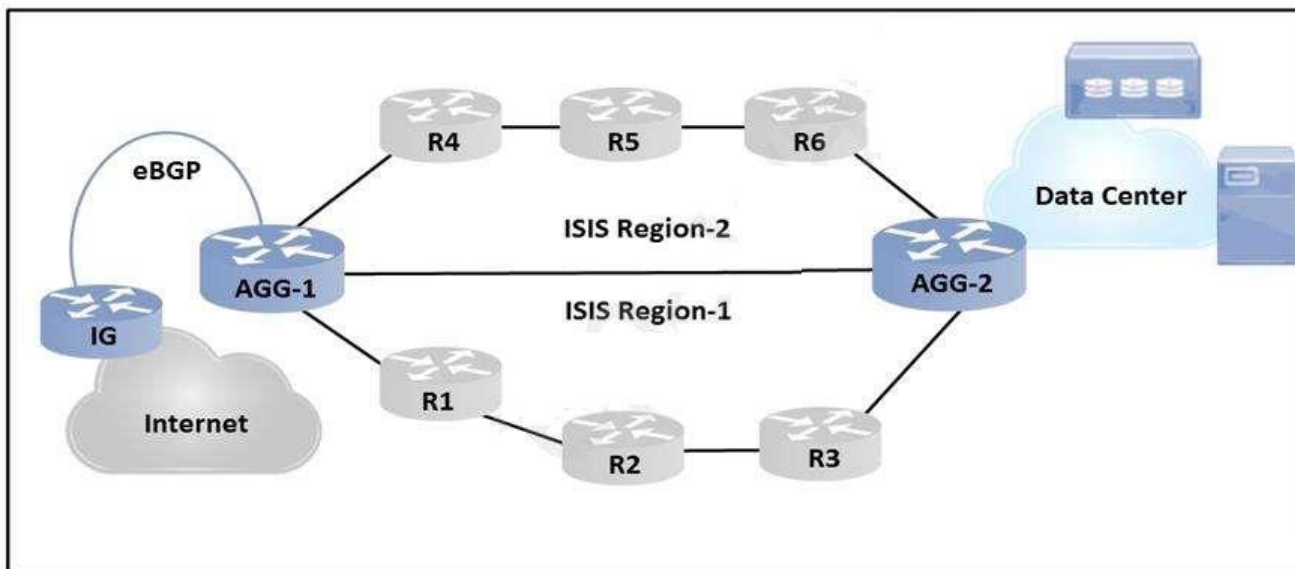 R4
R5
R6
eBGP
Data Center
ISIS Region-2
AGG-1
AGG-2
ISIS Region-1
IG
R1
Internet
R2
R3